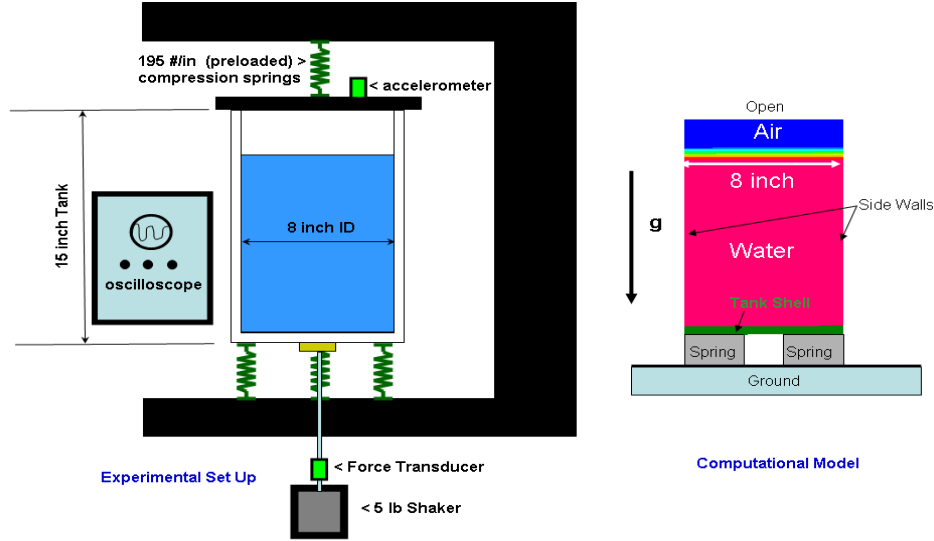 195 #/in (preloaded) >
compression springs
< accelerometer
15 inch Tank
8 inch ID
oscilloscope
< Force Transducer
< 5 lb Shaker
Experimental Set Up
Open
Air
8 inch
g
Side Walls
Water
Tank Shell
Spring
Spring
Ground
Computational Model